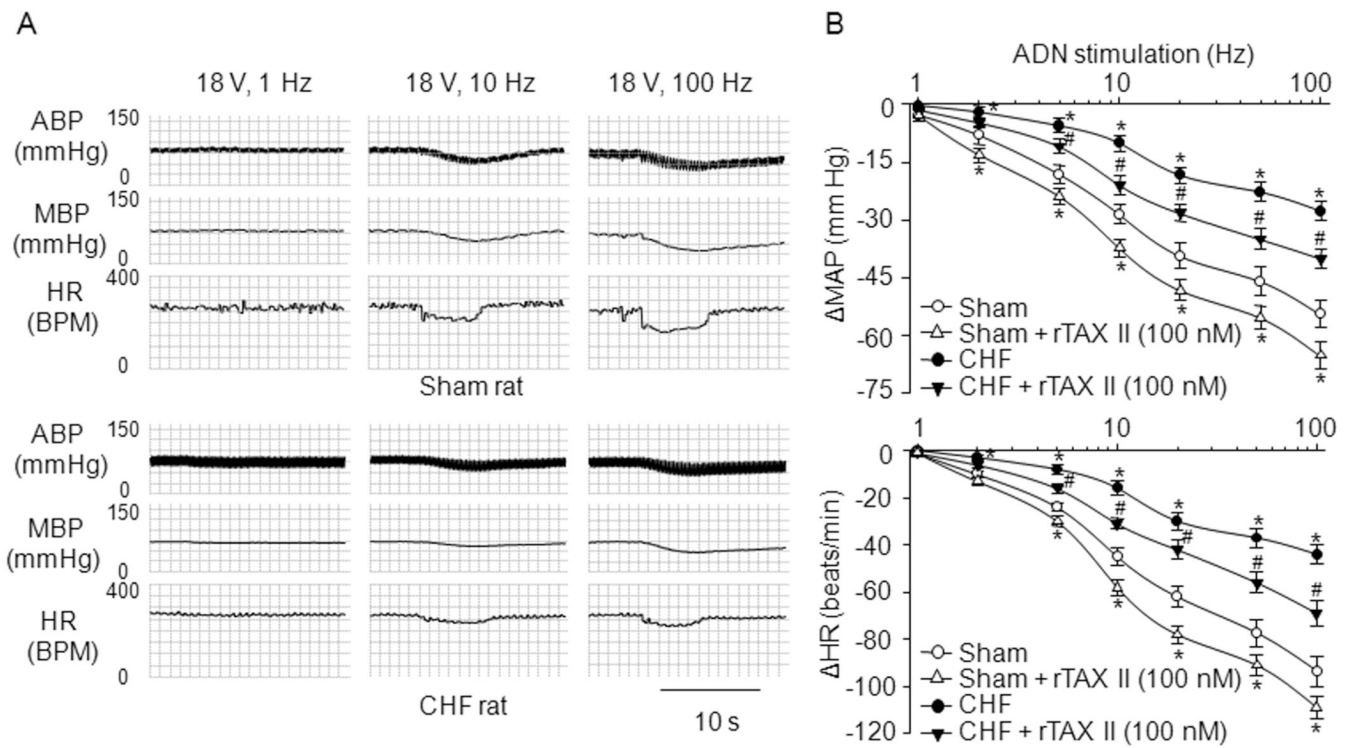 A
18 V, 1 Hz
18 V, 10 Hz
18 V, 100 Hz
ABP
(mmHg)
150
0
MBP
(mmHg)
150
0
HR
(BPM)
400
0
Sham rat
ABP
(mmHg)
150
0
MBP
(mmHg)
150
0
HR
(BPM)
400
0
CHF rat
10 s
B
ADN stimulation (Hz)
1 10 100
0
-15
-30
-45
-60
-75
ΔMAP (mm Hg)
* * * * * * *
# # # # #
* * * * * *
Sham
Sham + rTAX II (100 nM)
CHF
CHF + rTAX II (100 nM)
1 10 100
0
-20
-40
-60
-80
-100
-120
ΔHR (beats/min)
* * * * * *
# # # # #
* * * * *
Sham
Sham + rTAX II (100 nM)
CHF
CHF + rTAX II (100 nM)